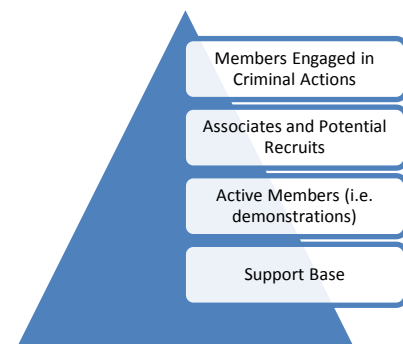 Members Engaged in
Criminal Actions
Associates and Potential
Recruits
Active Members (i.e.
demonstrations)
Support Base